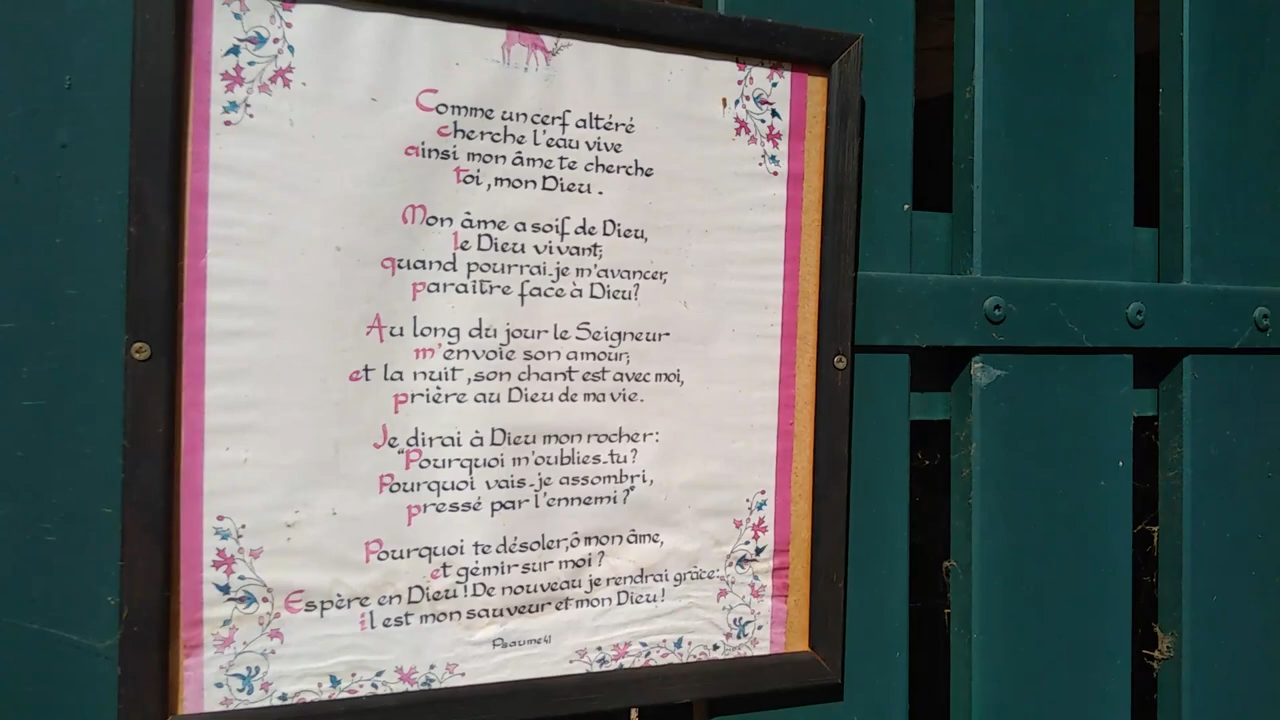 Comme un cerf altéré
cherche l'eau vive
ainsi mon âme te cherche
toi, mon Dieu.
Mon âme a soif de Dieu,
le Dieu vivant;
quand pourrai-je m'avancer,
paraître face à Dieu?
Au long du jour le Seigneur
m'envoie son amour;
et la nuit, son chant est avec moi,
prière au Dieu de ma vie.
Je dirai à Dieu mon rocher:
"Pourquoi m'oublies-tu?
Pourquoi vais-je assombri,
pressé par l'ennemi?"
Pourquoi te désoler, ô mon âme,
et gémir sur moi?
Espère en Dieu! De nouveau je rendrai grâce:
il est mon sauveur et mon Dieu!
Psaume 41